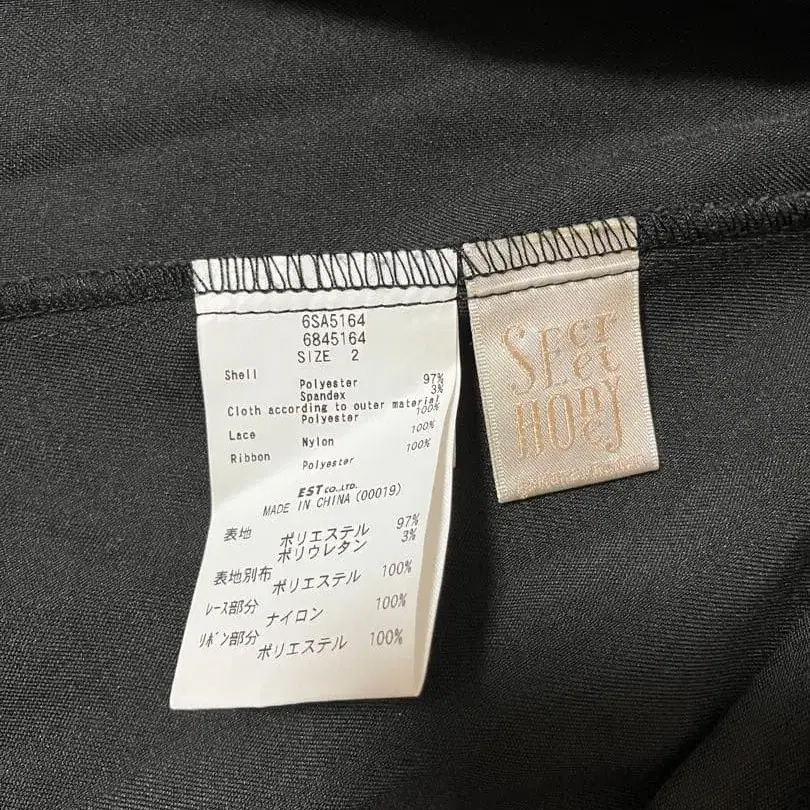 6SA5164
6845164
SIZE 2
Shell Polyester 97%
Spandex 3%
Cloth according to outer material
Polyester 100%
Lace Nylon 100%
Ribbon Polyester 100%
EST CO.,LTD.
MADE IN CHINA (00019)
表地 ポリエステル 97%
ポリウレタン 3%
表地別布 ポリエステル 100%
レース部分 ナイロン 100%
リボン部分 ポリエステル 100%
SEcret
HOneY